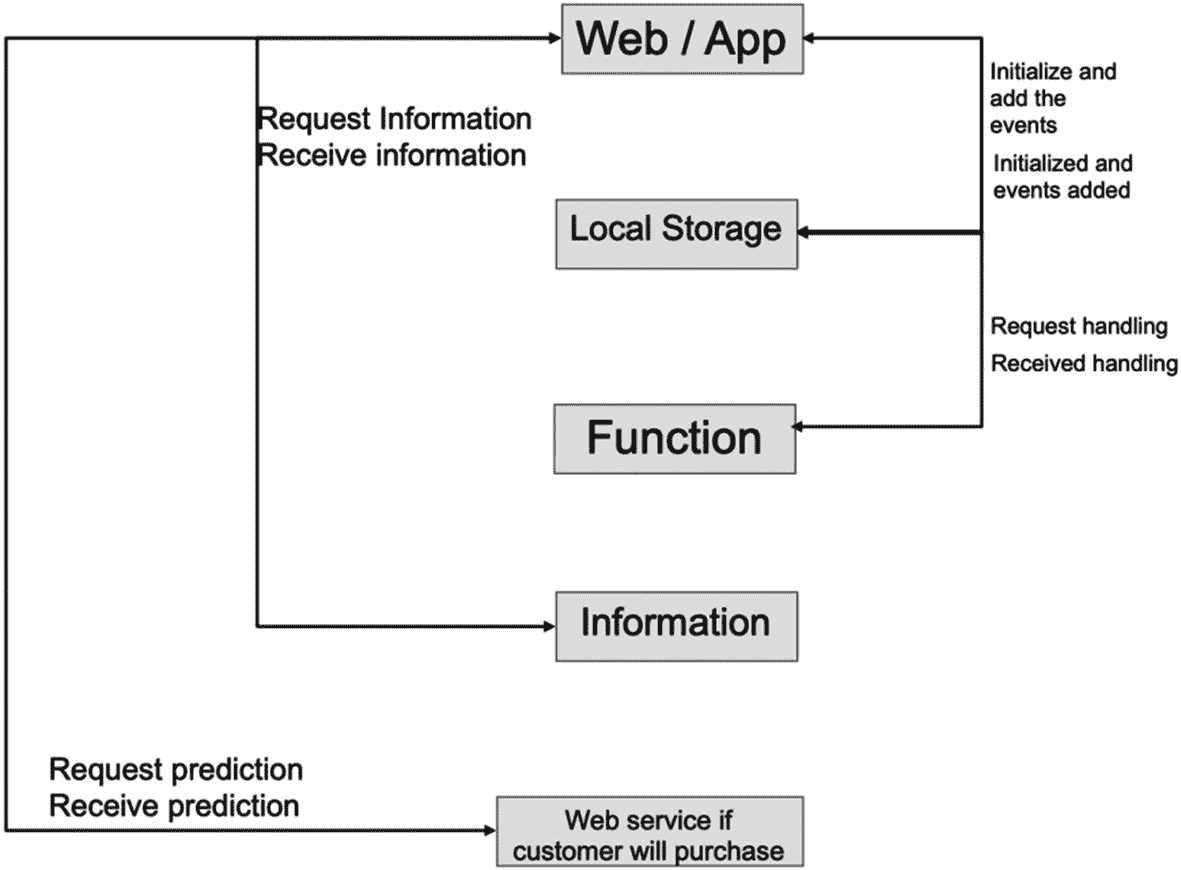 Web / App
Initialize and
add the
events
Request Information
Receive information
Initialized and
events added
Local Storage
Request handling
Received handling
Function
Information
Request prediction
Receive prediction
Web service if
customer will purchase